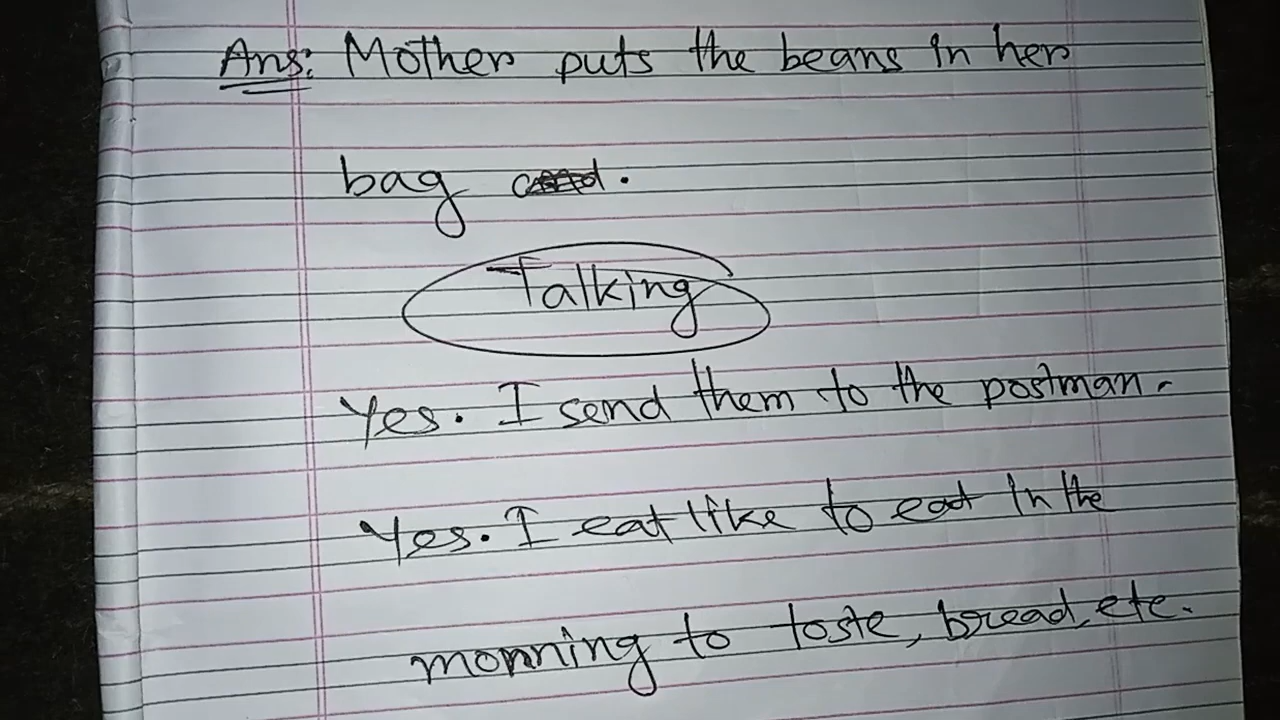 Ans: Mother puts the beans in her
bag .
Talking
Yes. I send them to the postman.
Yes. I eat like to eat in the
morning to toste, bread, etc.